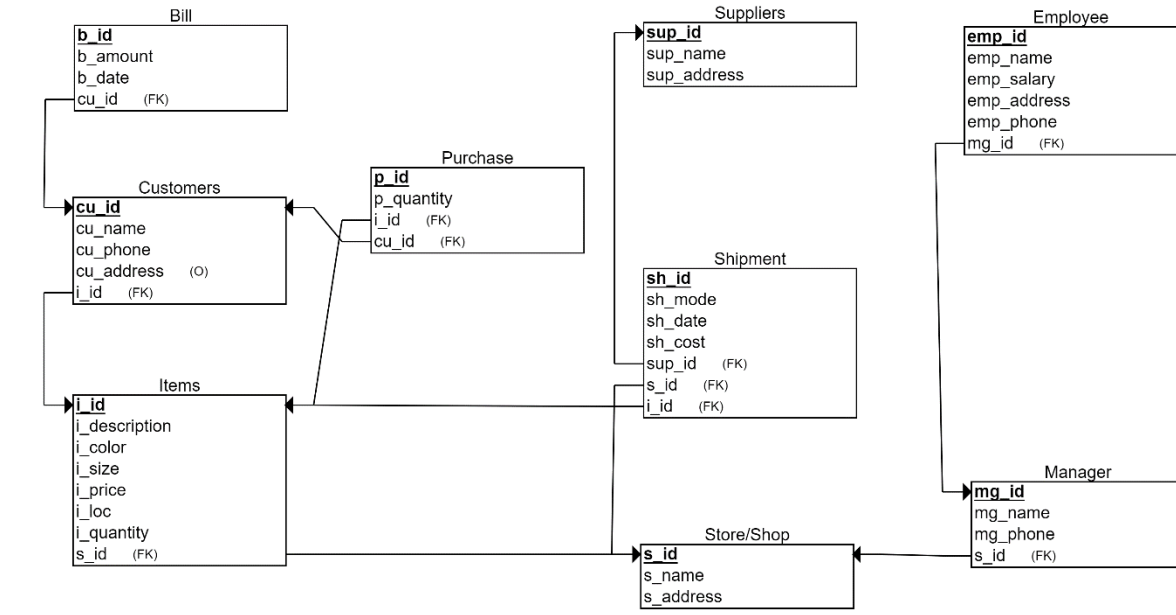 Bill
b_id
b_amount
b_date
cu_id (FK)
Customers
cu_id
cu_name
cu_phone
cu_address (O)
i_id (FK)
Items
i_id
i_description
i_color
i_size
i_price
i_loc
i_quantity
s_id (FK)
Purchase
p_id
p_quantity
i_id (FK)
cu_id (FK)
Suppliers
sup_id
sup_name
sup_address
Shipment
sh_id
sh_mode
sh_date
sh_cost
sup_id (FK)
s_id (FK)
i_id (FK)
Store/Shop
s_id
s_name
s_address
Employee
emp_id
emp_name
emp_salary
emp_address
emp_phone
mg_id (FK)
Manager
mg_id
mg_name
mg_phone
s_id (FK)